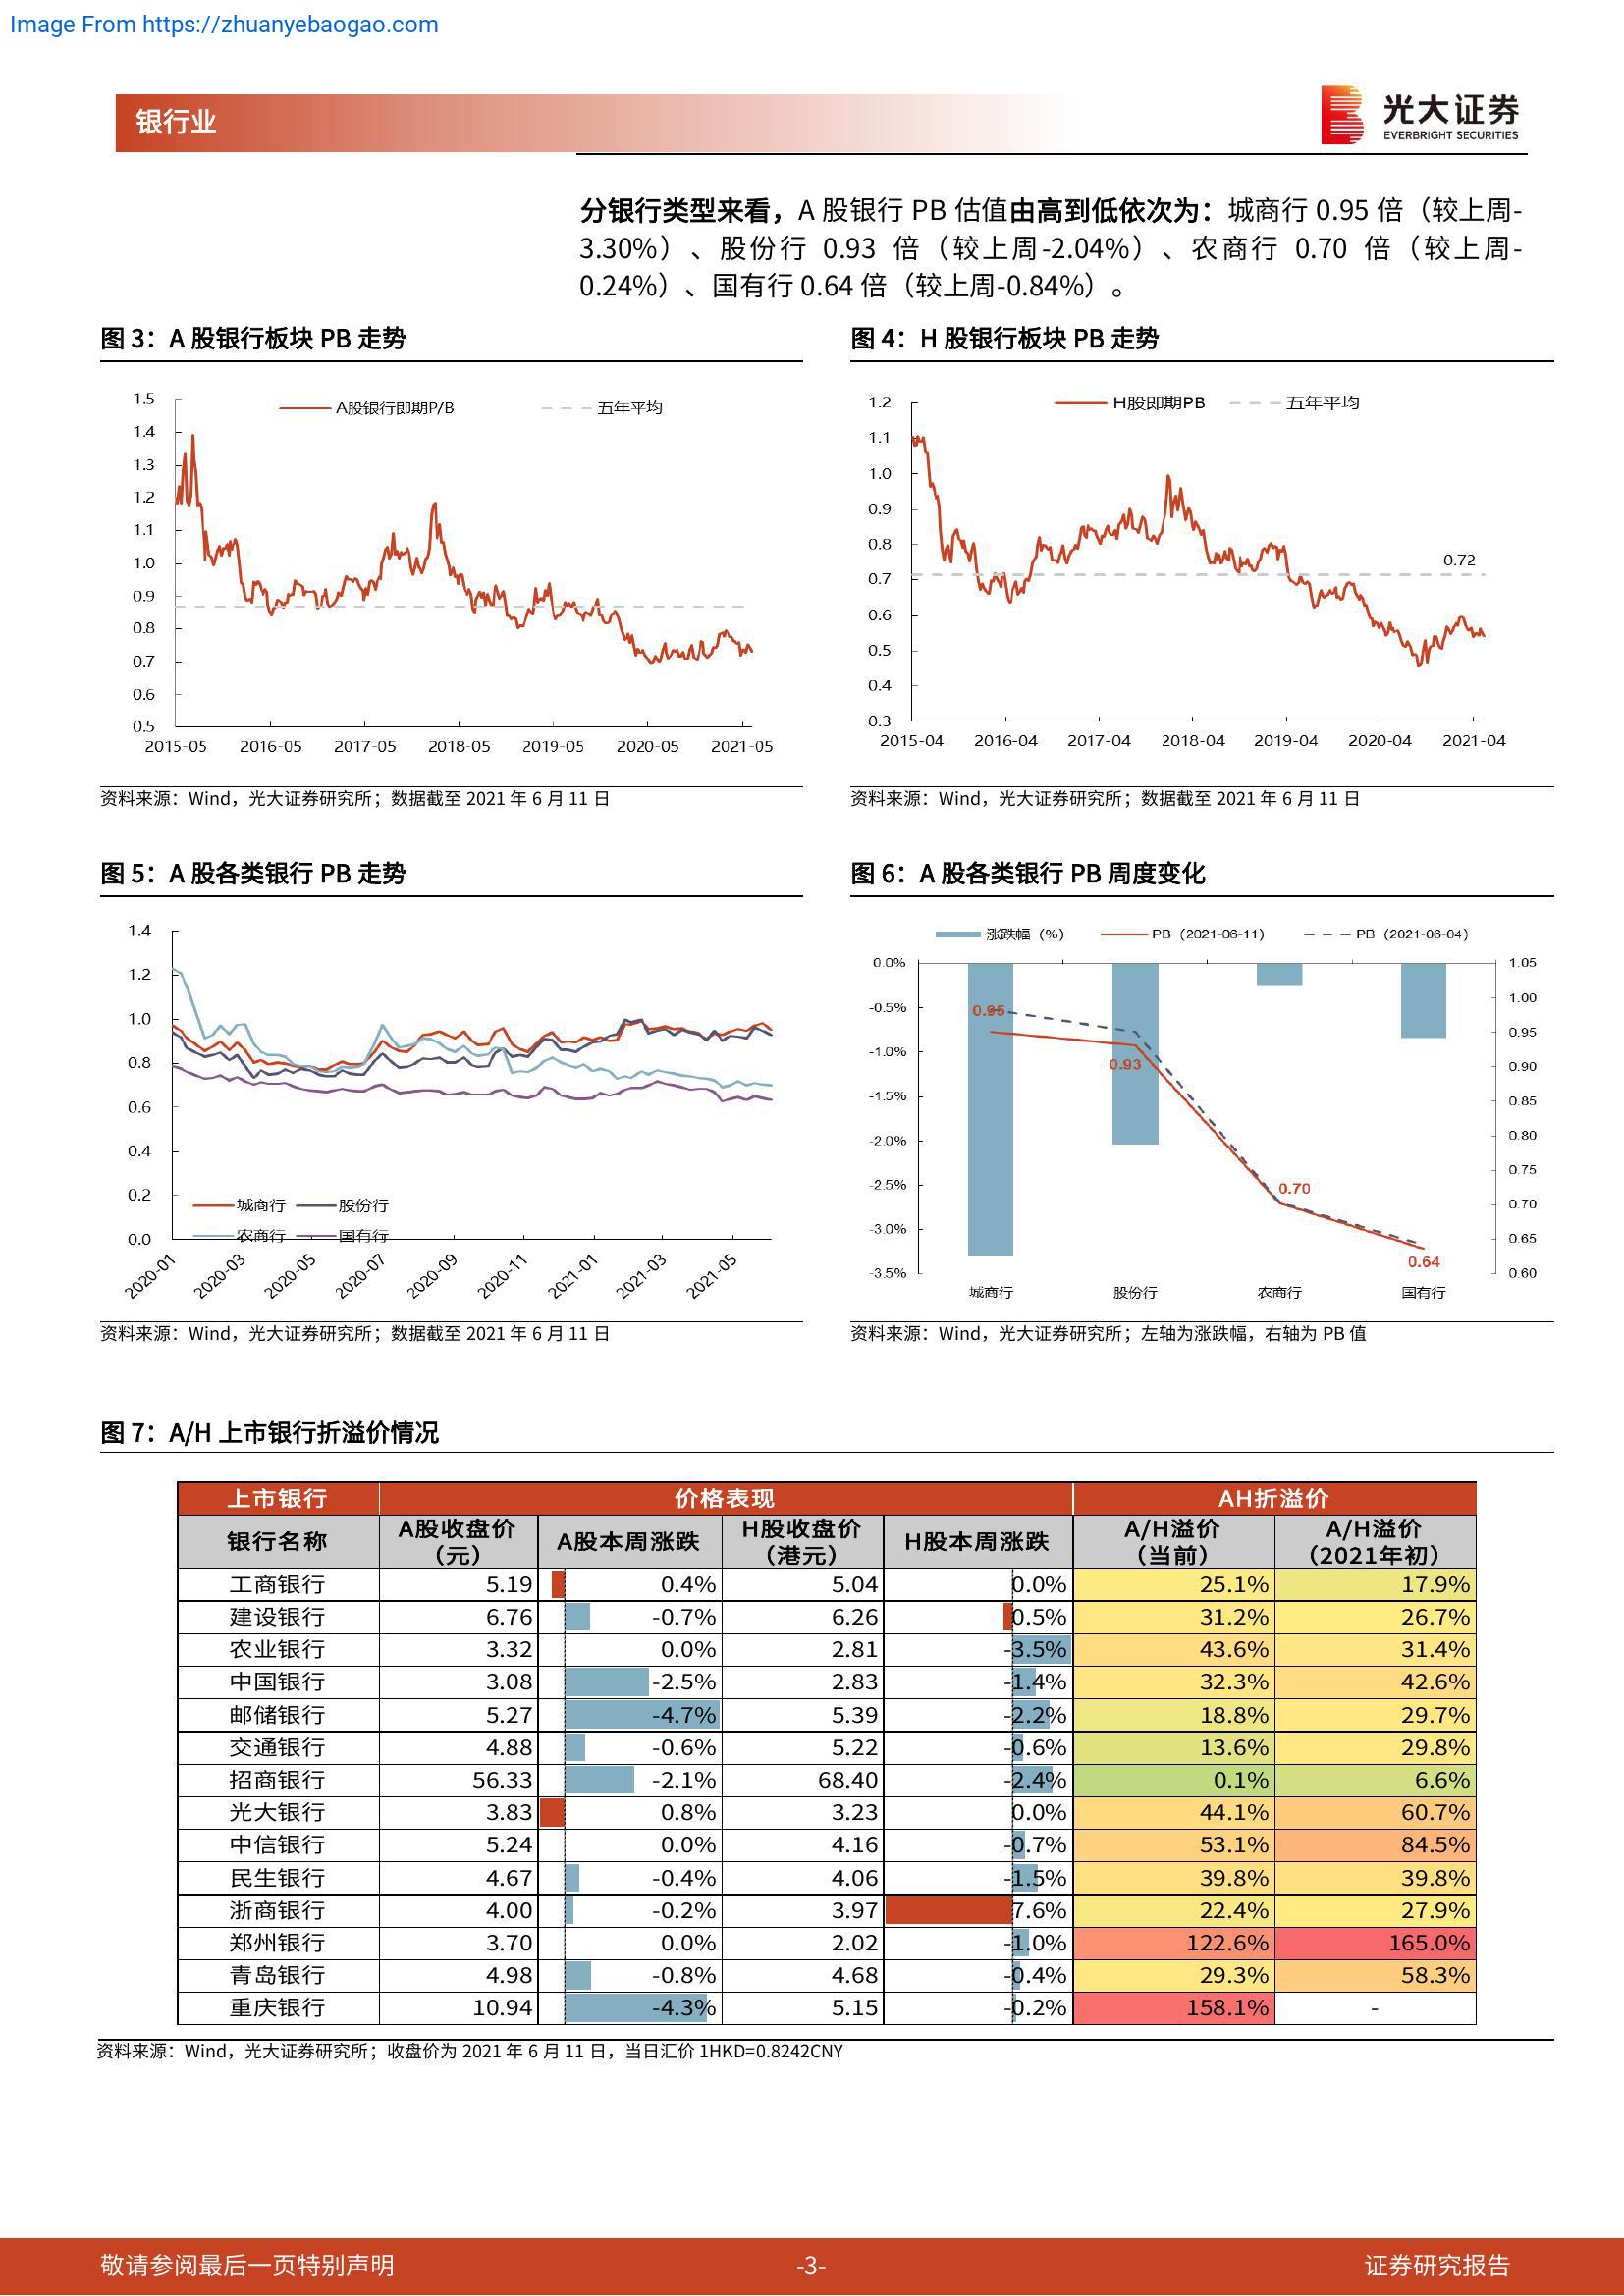 Image From https://zhuanyebaogao.com
银行业
光大证券
EVERBRIGHT SECURITIES
分银行类型来看，A 股银行 PB 估值由高到低依次为：城商行 0.95 倍（较上周-
3.30%）、股份行 0.93 倍（较上周-2.04%）、农商行 0.70 倍（较上周-
0.24%）、国有行 0.64 倍（较上周-0.84%）。
图 3：A 股银行板块 PB 走势
A股银行即期P/B 五年平均
1.5
1.4
1.3
1.2
1.1
1.0
0.9
0.8
0.7
0.6
0.5
2015-05 2016-05 2017-05 2018-05 2019-05 2020-05 2021-05
资料来源：Wind，光大证券研究所；数据截至 2021 年 6 月 11 日
图 4：H 股银行板块 PB 走势
H股即期PB 五年平均
1.2
1.1
1.0
0.9
0.8
0.7
0.6
0.5
0.4
0.3
0.72
2015-04 2016-04 2017-04 2018-04 2019-04 2020-04 2021-04
资料来源：Wind，光大证券研究所；数据截至 2021 年 6 月 11 日
图 5：A 股各类银行 PB 走势
1.4
1.2
1.0
0.8
0.6
0.4
0.2
0.0
城商行 股份行
农商行 国有行
2020-01 2020-03 2020-05 2020-07 2020-09 2020-11 2021-01 2021-03 2021-05
资料来源：Wind，光大证券研究所；数据截至 2021 年 6 月 11 日
图 6：A 股各类银行 PB 周度变化
涨跌幅（%） PB（2021-06-11） PB（2021-06-04）
0.0%
-0.5%
-1.0%
-1.5%
-2.0%
-2.5%
-3.0%
-3.5%
0.95
0.93
0.70
0.64
1.05
1.00
0.95
0.90
0.85
0.80
0.75
0.70
0.65
0.60
城商行 股份行 农商行 国有行
资料来源：Wind，光大证券研究所；左轴为涨跌幅，右轴为 PB 值
图 7：A/H 上市银行折溢价情况
上市银行 价格表现 AH折溢价
银行名称 A股收盘价（元） A股本周涨跌 H股收盘价（港元） H股本周涨跌 A/H溢价（当前） A/H溢价（2021年初）
工商银行 5.19 0.4% 5.04 0.0% 25.1% 17.9%
建设银行 6.76 -0.7% 6.26 0.5% 31.2% 26.7%
农业银行 3.32 0.0% 2.81 -3.5% 43.6% 31.4%
中国银行 3.08 -2.5% 2.83 -1.4% 32.3% 42.6%
邮储银行 5.27 -4.7% 5.39 -2.2% 18.8% 29.7%
交通银行 4.88 -0.6% 5.22 -0.6% 13.6% 29.8%
招商银行 56.33 -2.1% 68.40 -2.4% 0.1% 6.6%
光大银行 3.83 0.8% 3.23 0.0% 44.1% 60.7%
中信银行 5.24 0.0% 4.16 -0.7% 53.1% 84.5%
民生银行 4.67 -0.4% 4.06 -1.5% 39.8% 39.8%
浙商银行 4.00 -0.2% 3.97 7.6% 22.4% 27.9%
郑州银行 3.70 0.0% 2.02 -1.0% 122.6% 165.0%
青岛银行 4.98 -0.8% 4.68 -0.4% 29.3% 58.3%
重庆银行 10.94 -4.3% 5.15 -0.2% 158.1% -
资料来源：Wind，光大证券研究所；收盘价为 2021 年 6 月 11 日，当日汇价 1HKD=0.8242CNY
敬请参阅最后一页特别声明 -3- 证券研究报告